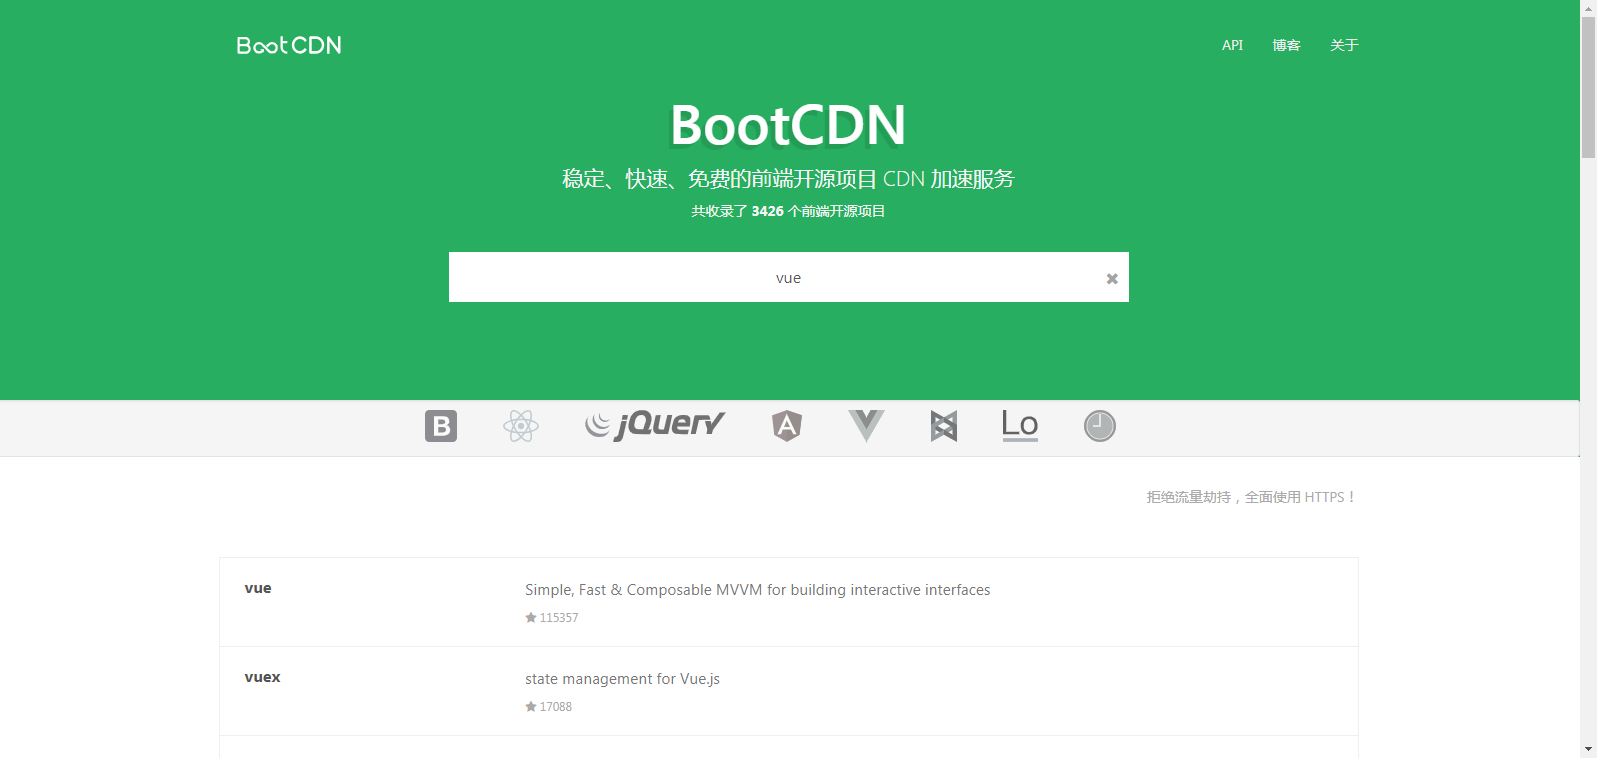 BootCDN
API 博客 关于
BootCDN
稳定、快速、免费的前端开源项目 CDN 加速服务
共收录了 3426 个前端开源项目
vue
B jQuery A Lo
拒绝流量劫持，全面使用 HTTPS！
vue
Simple, Fast & Composable MVVM for building interactive interfaces
115357
vuex
state management for Vue.js
17088